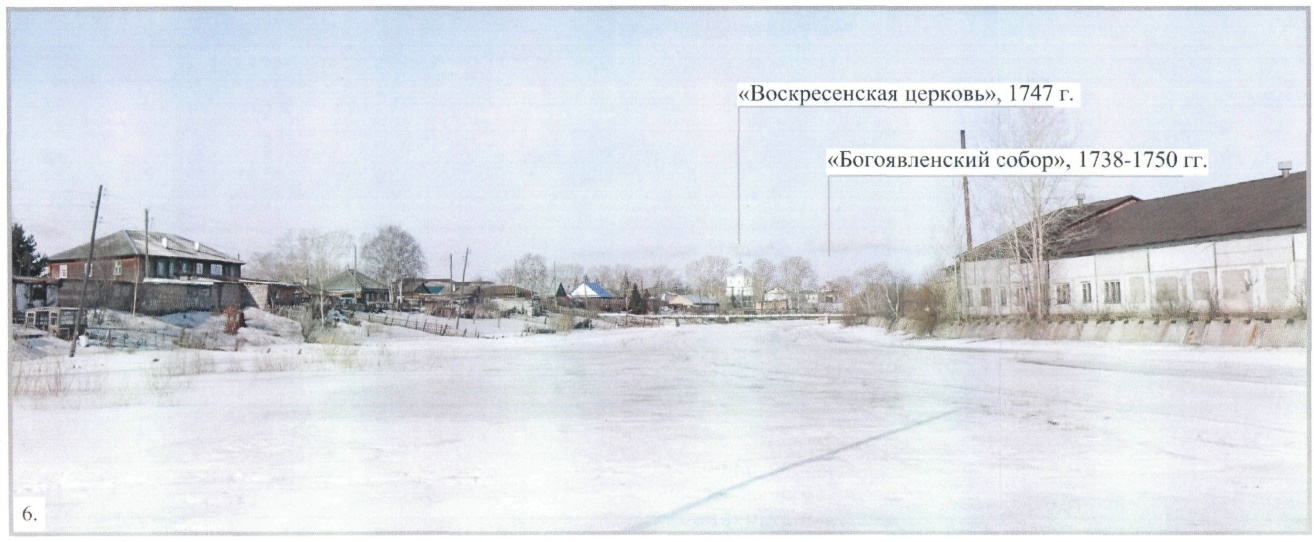 «Воскресенская церковь», 1747 г.
«Богоявленский собор», 1738-1750 гг.
6.